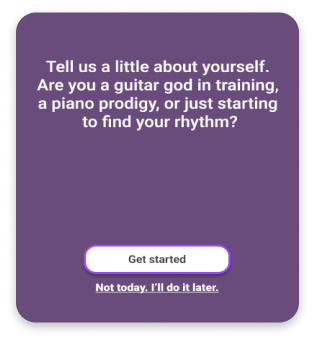 Tell us a little about yourself.
Are you a guitar god in training,
a piano prodigy, or just starting
to find your rhythm?
Get started
Not today. I'll do it later.